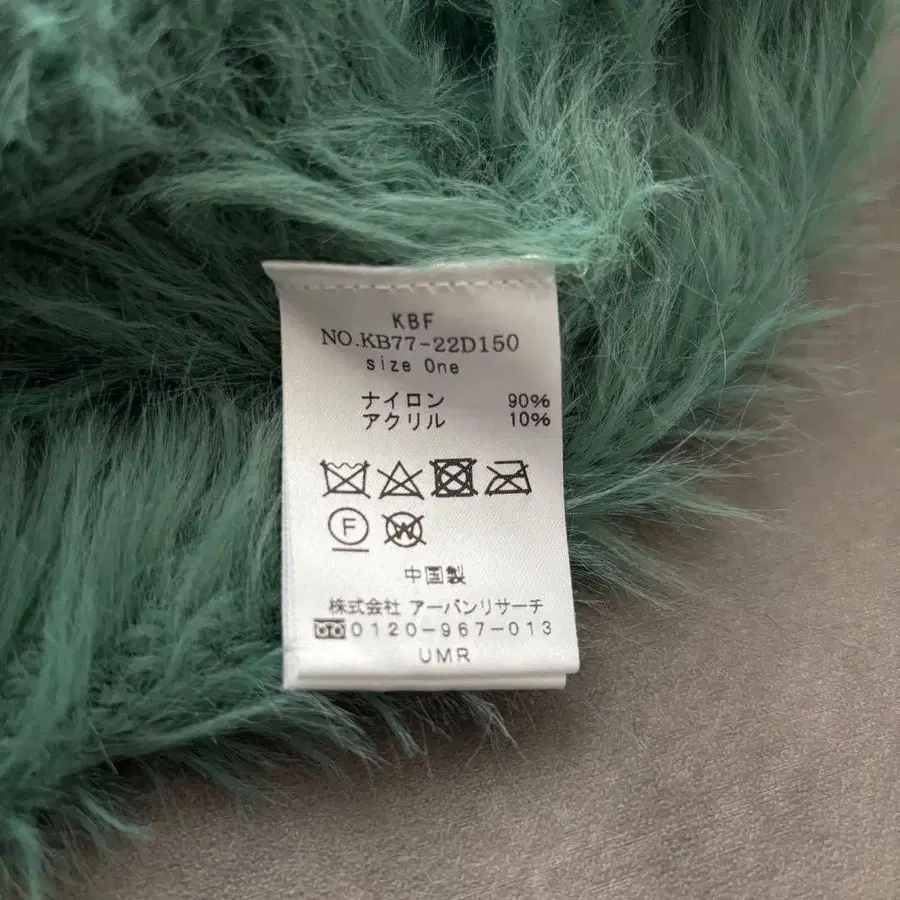 KBF
NO.KB77-22D150
size One
ナイロン 90%
アクリル 10%
F W
中国製
株式会社 アーバンリサーチ
0120-967-013
UMR